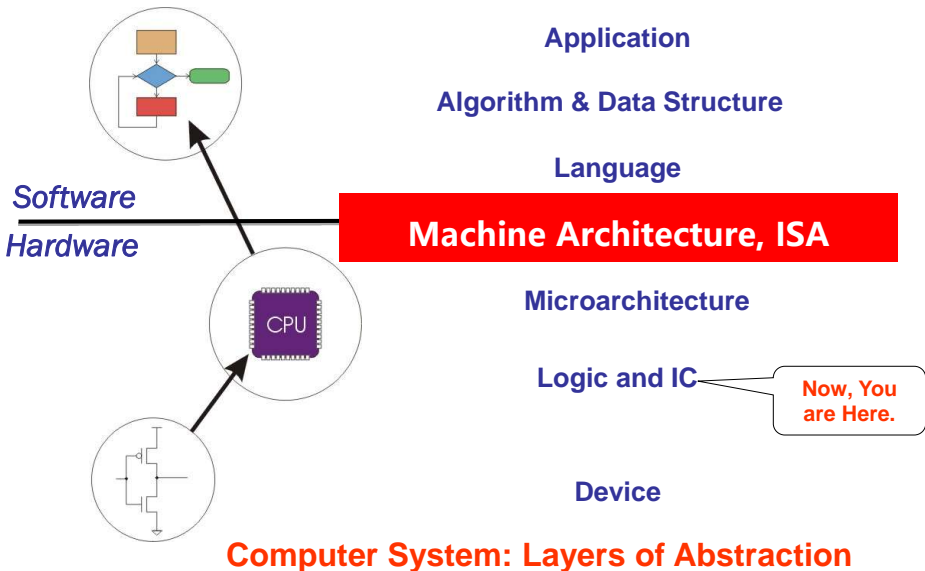 Application
Algorithm & Data Structure
Language
Software
Hardware
Machine Architecture, ISA
CPU
Microarchitecture
Logic and IC
Now, You
are Here.
Device
Computer System: Layers of Abstraction